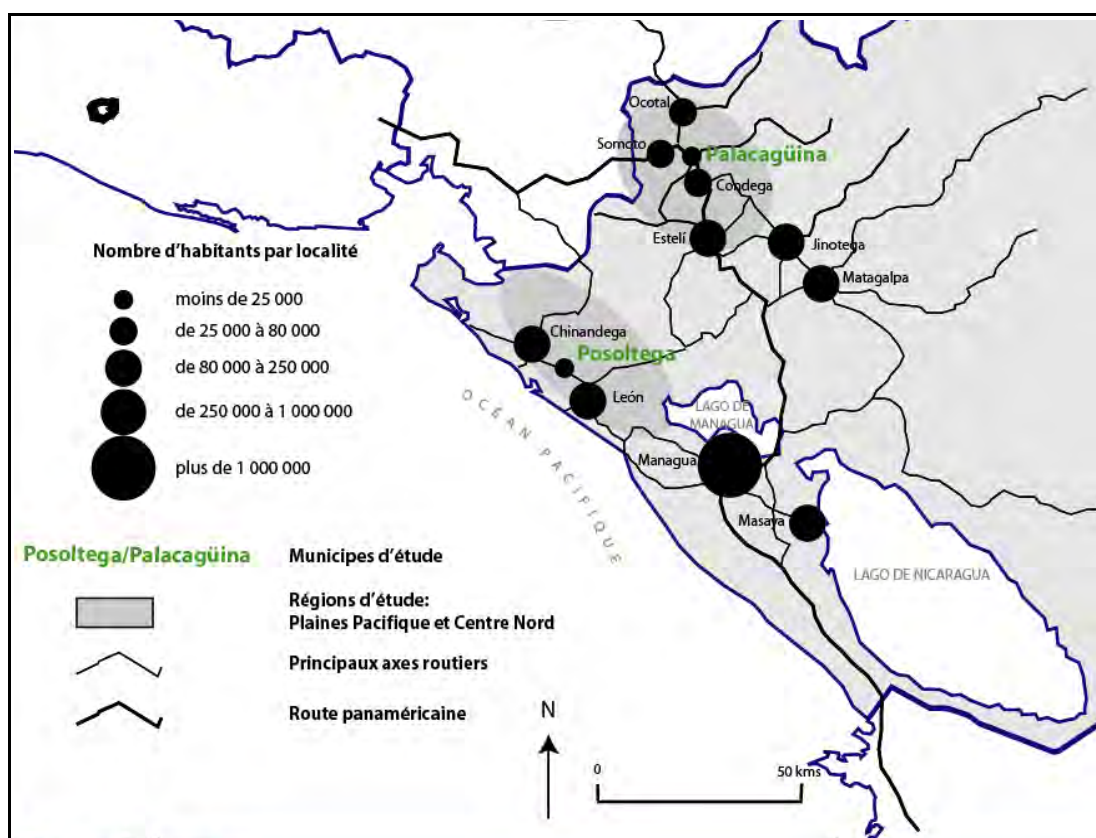 Ocotal
Somoto
Palacagüina
Condega
Estelí
Jinotega
Matagalpa
Nombre d'habitants par localité
moins de 25 000
de 25 000 à 80 000
de 80 000 à 250 000
de 250 000 à 1 000 000
plus de 1 000 000
Chinandega
Posoltega
León
LAGO DE
MANAGUA
Managua
Masaya
OCÉAN PACIFIQUE
LAGO DE NICARAGUA
Posoltega/Palacagüina
Municipes d'étude
Régions d'étude:
Plaines Pacifique et Centre Nord
Principaux axes routiers
Route panaméricaine
N
0
50 kms